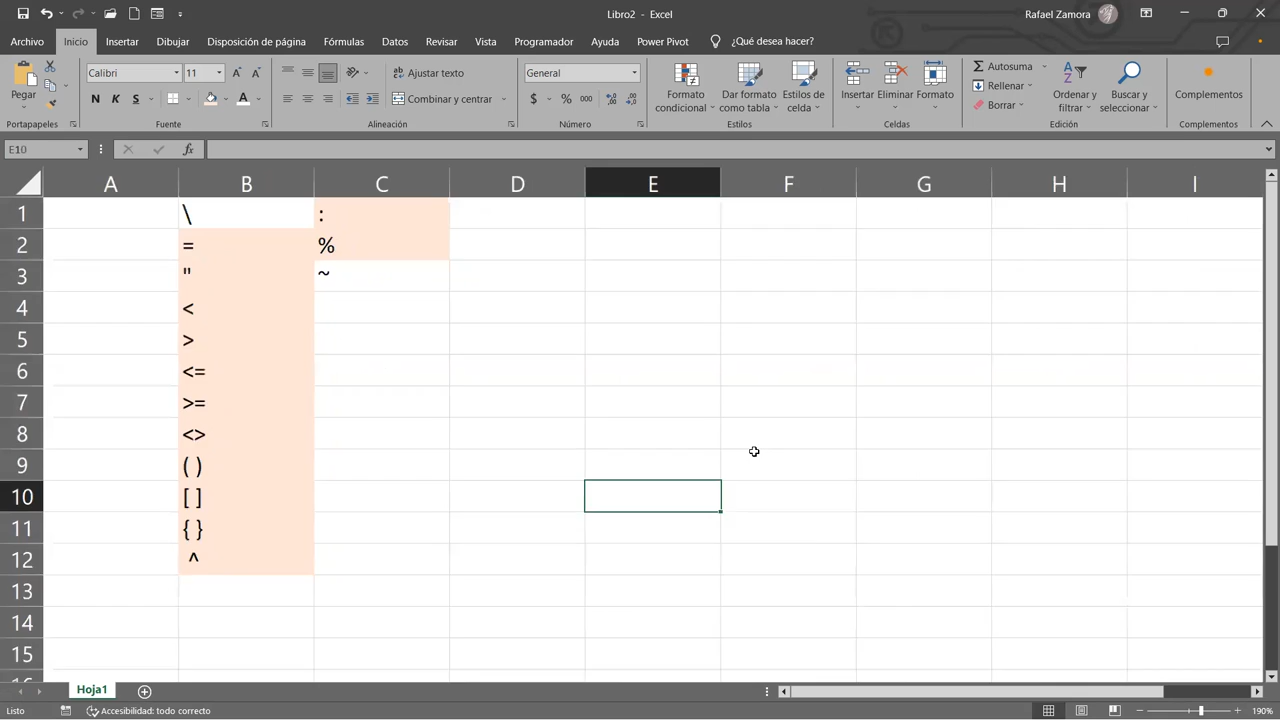 Libro2 - Excel
Rafael Zamora
Archivo Inicio Insertar Dibujar Disposición de página Fórmulas Datos Revisar Vista Programador Ayuda Power Pivot ¿Qué desea hacer?
Calibri 11
Ajustar texto
General
Autosuma
Pegar
Rellenar
N K S A
Combinar y centrar
$ % 000
Formato condicional
Dar formato como tabla
Estilos de celda
Insertar Eliminar Formato
Borrar
Ordenar y filtrar
Buscar y seleccionar
Complementos
Portapapeles Fuente Alineación Número Estilos Celdas Edición Complementos
E10 fx
A B C D E F G H I
1 \ :
2 = %
3 " ~
4 <
5 >
6 <=
7 >=
8 <>
9 ( )
10 [ ]
11 { }
12 ^
13
14
15
Hoja1
Listo Accesibilidad: todo correcto 190%